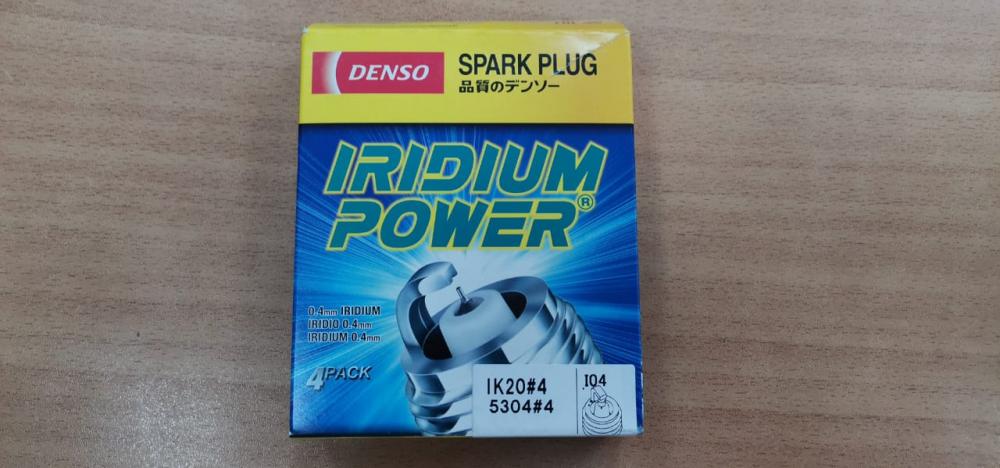 DENSO
SPARK PLUG
品質のデンソー
IRIDIUM
POWER®
0.4mm IRIDIUM
IRIDIO 0.4mm
IRIDIUM 0.4mm
4PACK
IK20#4
5304#4
I04